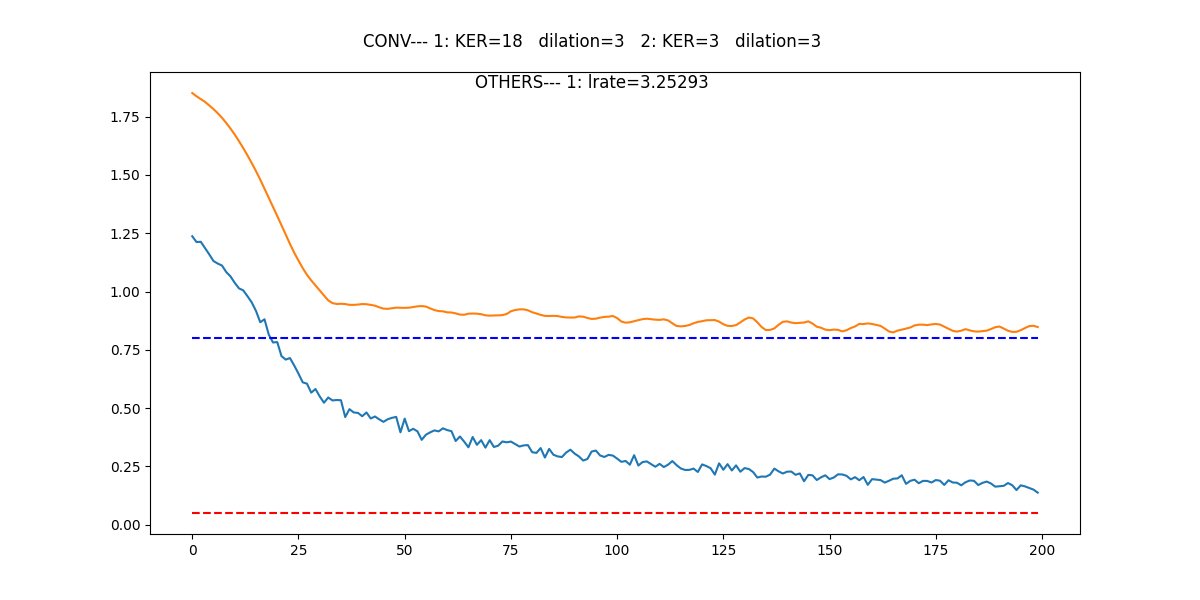 CONV--- 1: KER=18   dilation=3   2: KER=3   dilation=3
OTHERS--- 1: lrate=3.25293
1.75
1.50
1.25
1.00
0.75
0.50
0.25
0.00
0 25 50 75 100 125 150 175 200